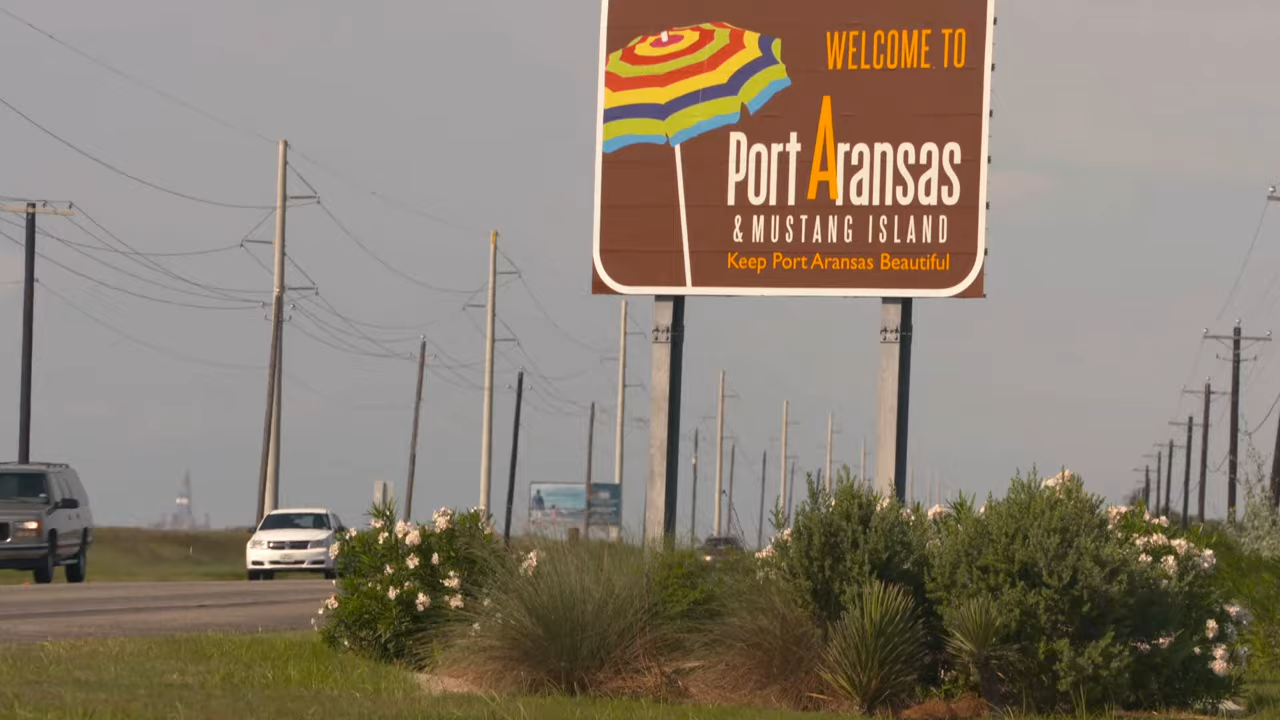 WELCOME TO
Port Aransas
& MUSTANG ISLAND
Keep Port Aransas Beautiful